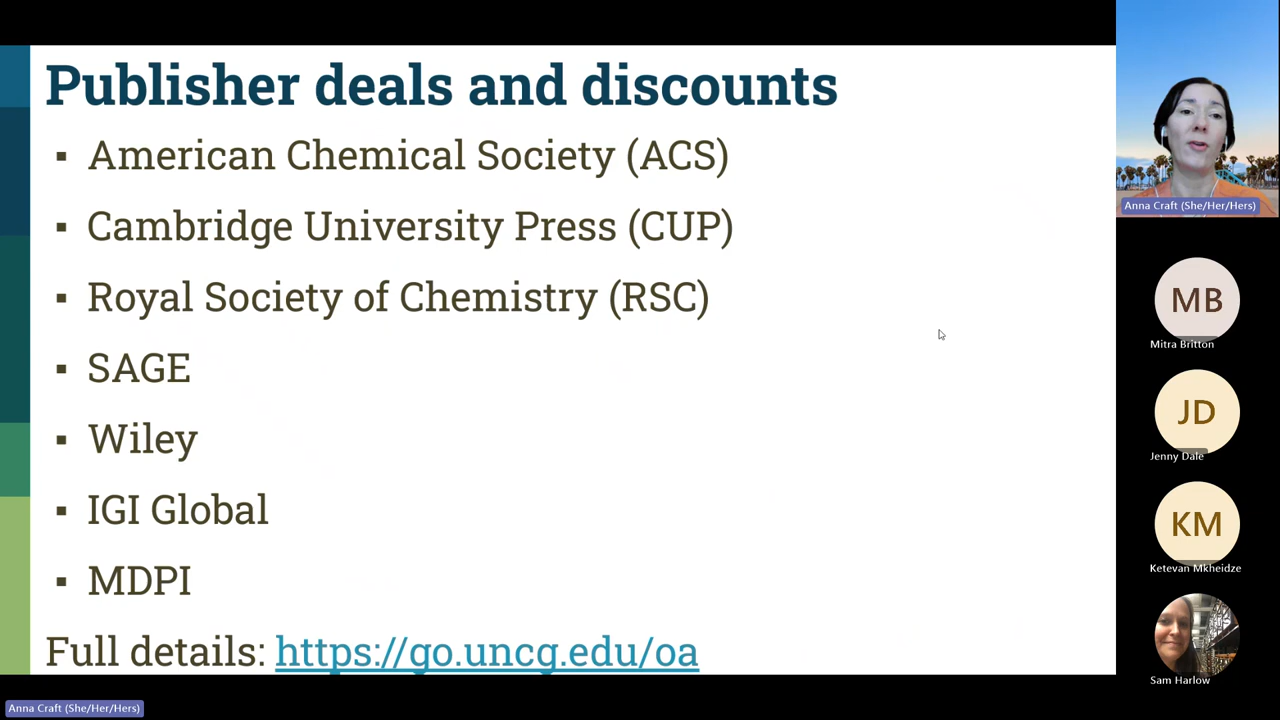 Publisher deals and discounts
▪ American Chemical Society (ACS)
▪ Cambridge University Press (CUP)
▪ Royal Society of Chemistry (RSC)
▪ SAGE
▪ Wiley
▪ IGI Global
▪ MDPI
Full details: https://go.uncg.edu/oa
Anna Craft (She/Her/Hers)
MB
Mitra Britton
JD
Jenny Dale
KM
Ketevan Mkheidze
Sam Harlow
Anna Craft (She/Her/Hers)